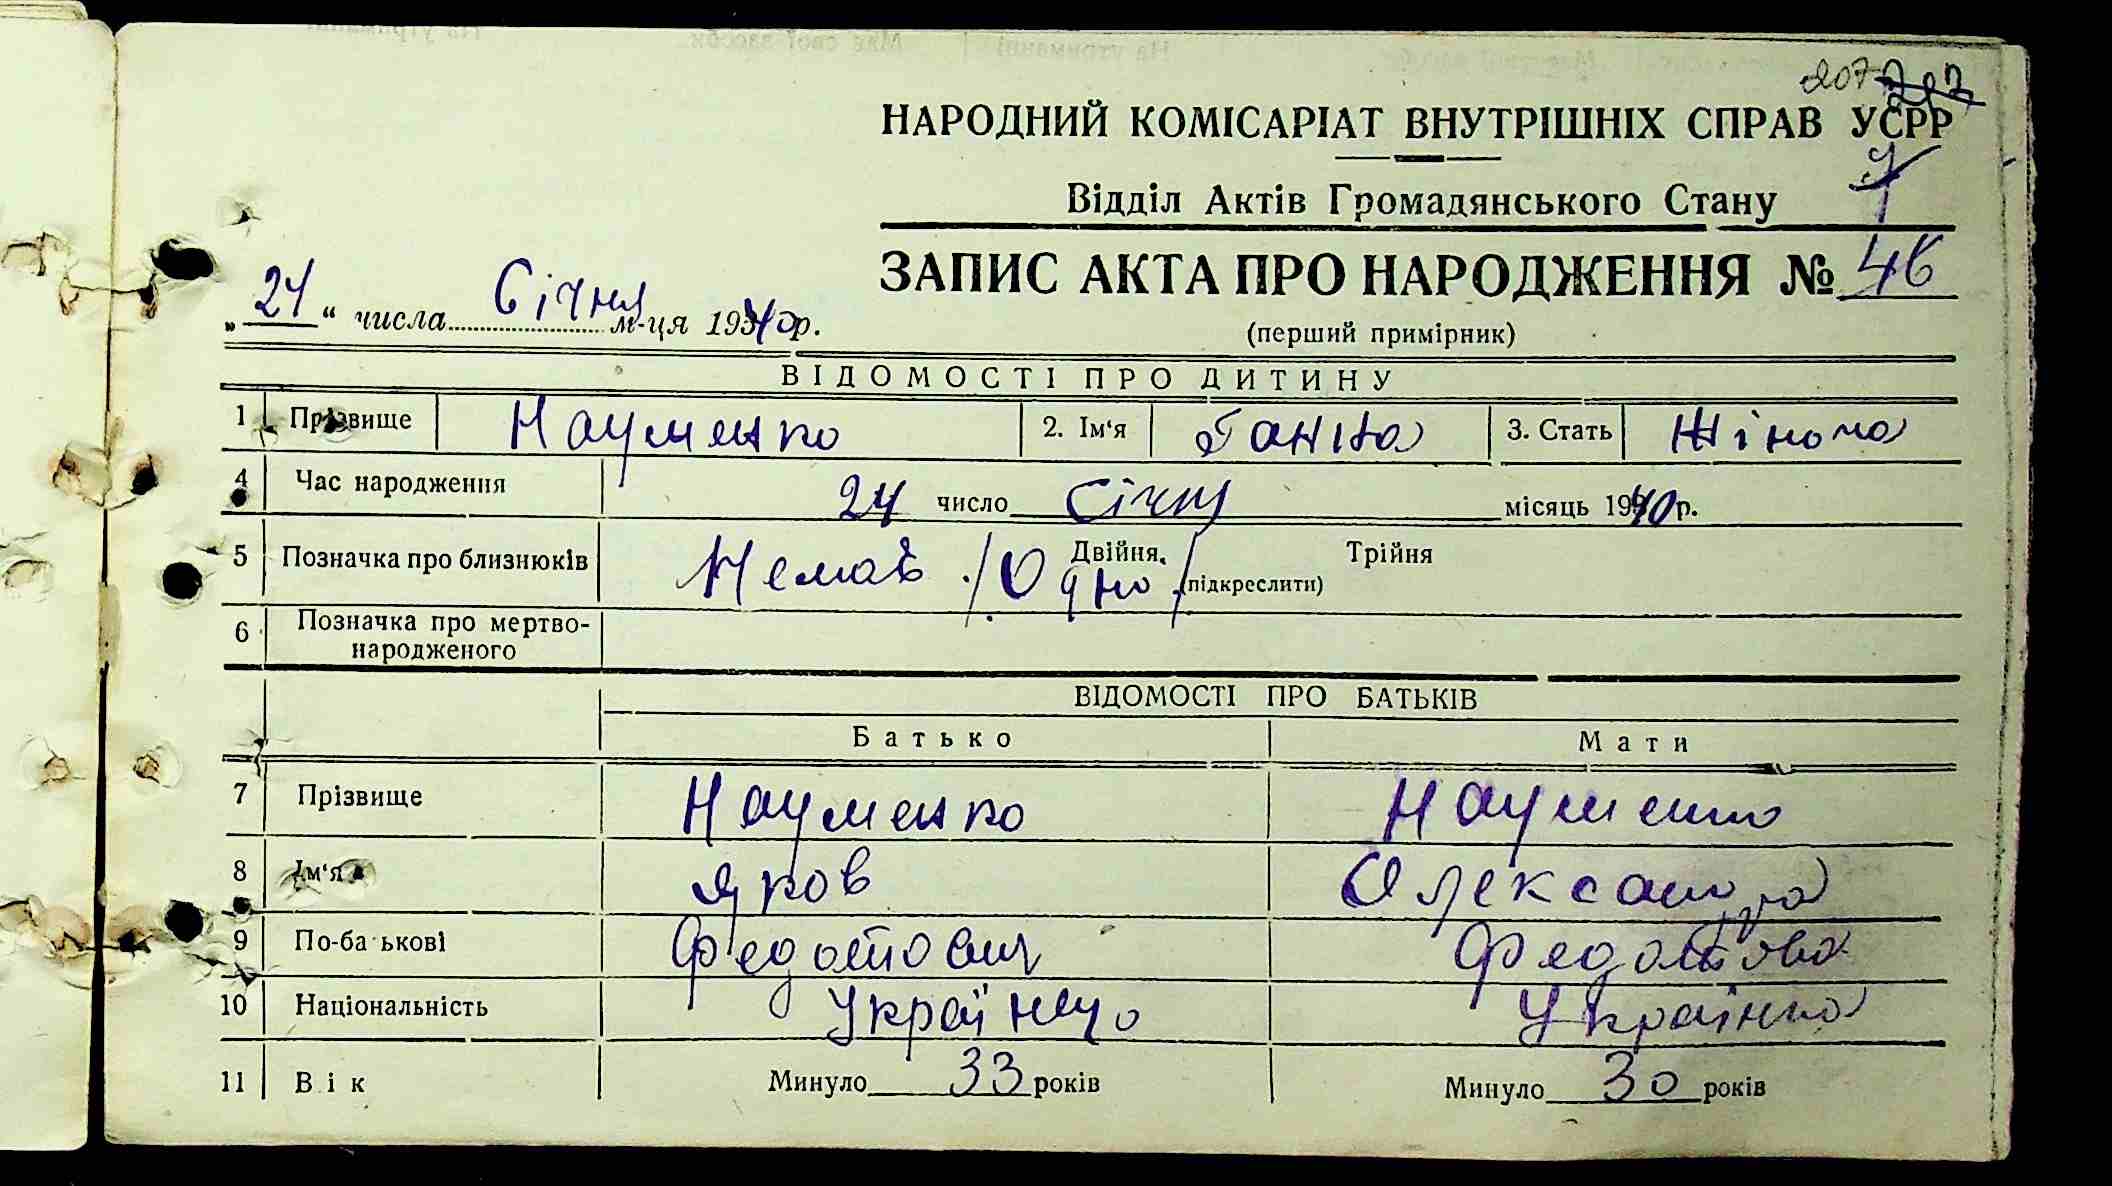 207
НАРОДНИЙ КОМІСАРІАТ ВНУТРІШНІХ СПРАВ УСРР
Відділ Актів Громадянського Стану
ЗАПИС АКТА ПРО НАРОДЖЕННЯ № 46
„24“ числа Січня м-ця 1940 р.
(перший примірник)
ВІДОМОСТІ ПРО ДИТИНУ
1 Прізвище Науменко 2. Ім‘я Ганна 3. Стать Жіноча
4 Час народження 24 число Січня місяць 1940 р.
5 Позначка про близнюків Немає / Одно / Двійня. Трійня
(підкреслити)
6 Позначка про мертво-
народженого
ВІДОМОСТІ ПРО БАТЬКІВ
Батько Мати
7 Прізвище Науменко Науменко
8 Ім‘я Яков Олександра
9 По-батькові Федотович Федотовна
10 Національність Українець Українка
11 Вік Минуло 33 років Минуло 30 років